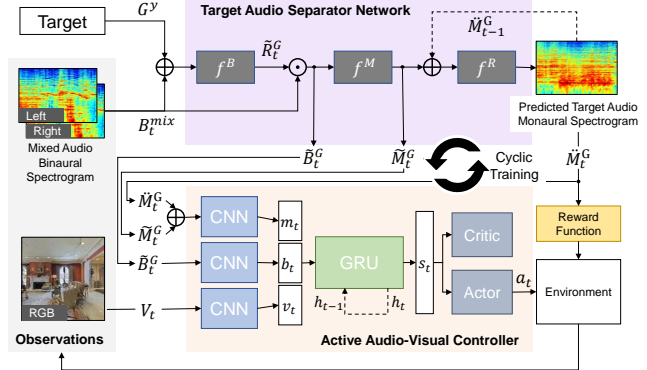 Target Audio Separator Network
Target
G^y
R̃_t^G
M̈_{t-1}^G
f^B
f^M
f^R
Left
Right
B_t^{mix}
Mixed Audio
Binaural
Spectrogram
Predicted Target Audio
Monaural Spectrogram
B̃_t^G
M̃_t^G
Cyclic
Training
M̈_t^G
M̈_t^G
M̃_t^G
CNN
m_t
Reward
Function
B̃_t^G
CNN
b_t
GRU
s_t
Critic
Actor
a_t
Environment
RGB
V_t
CNN
v_t
h_{t-1}
h_t
Observations
Active Audio-Visual Controller